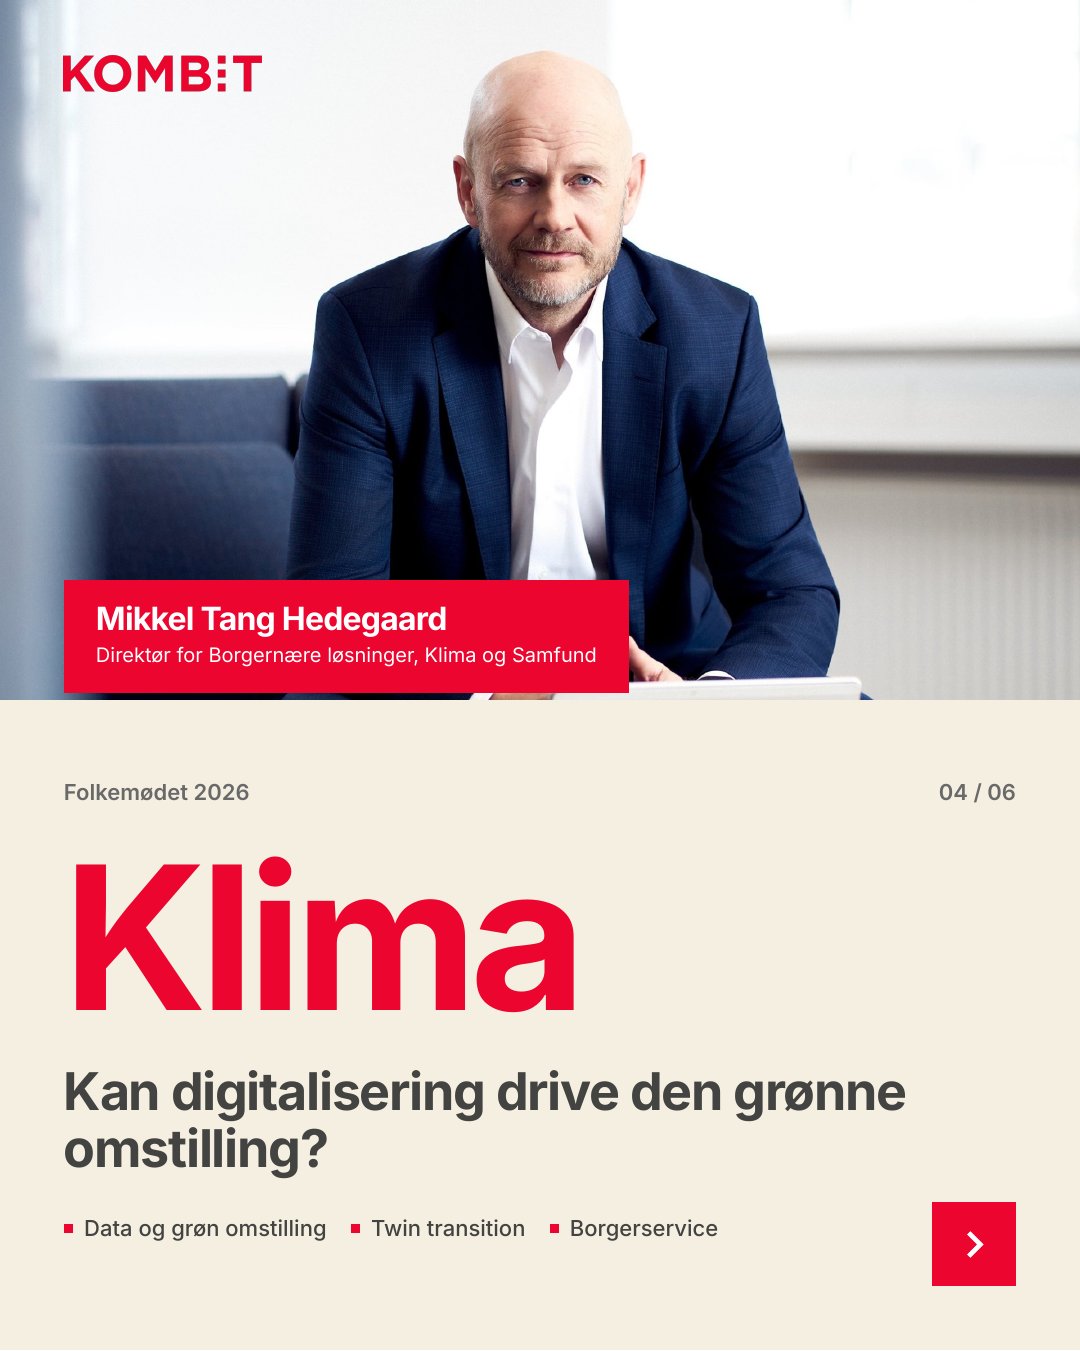 KOMBIT
Mikkel Tang Hedegaard
Direktør for Borgernære løsninger, Klima og Samfund
Folkemødet 2026
04 / 06
Klima
Kan digitalisering drive den grønne
omstilling?
Data og grøn omstilling
Twin transition
Borgerservice